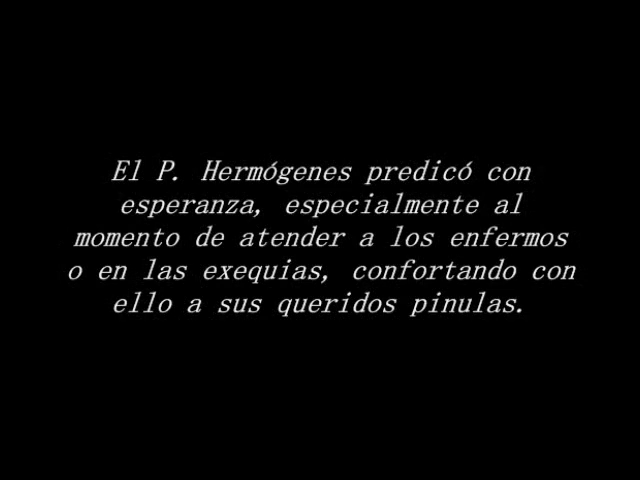 El P. Hermógenes predicó con
esperanza, especialmente al
momento de atender a los enfermos
o en las exequias, confortando con
ello a sus queridos pinulas.